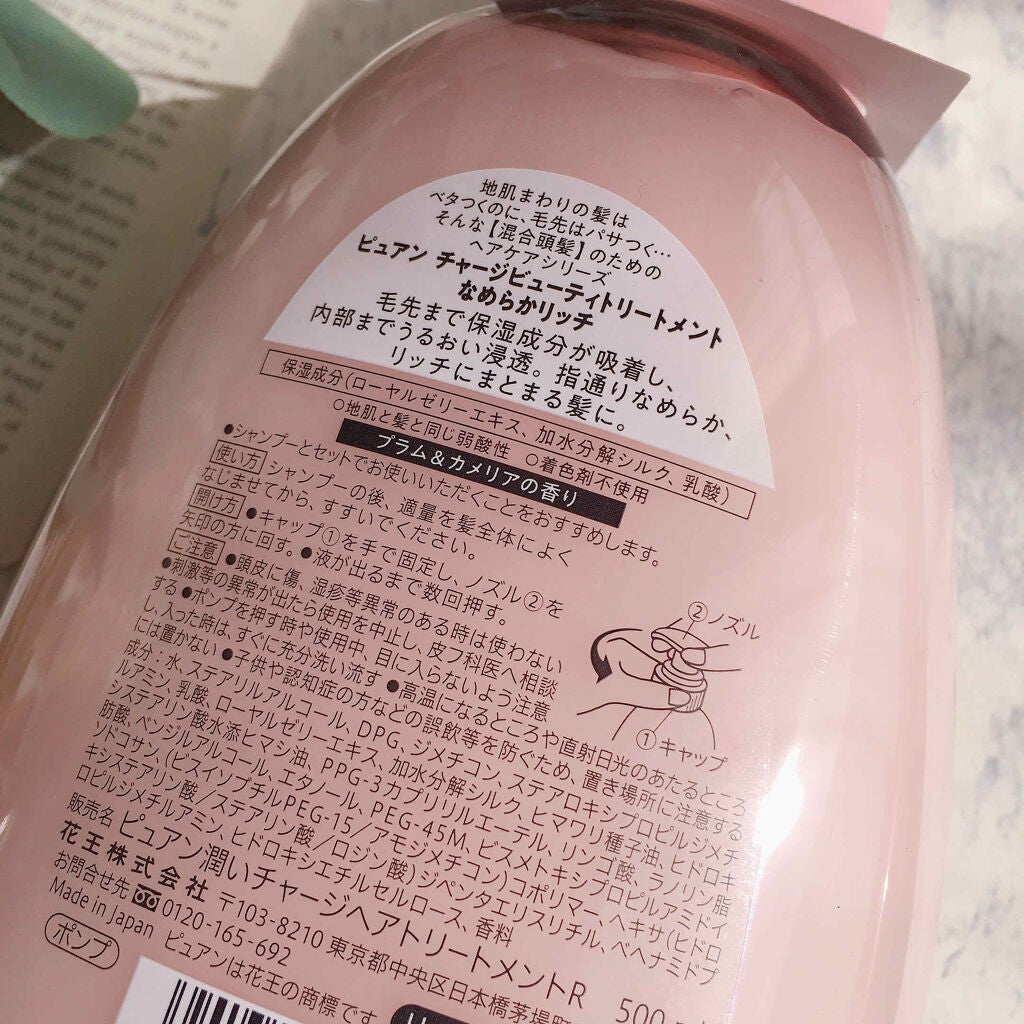 地肌まわりの髪は
ベタつくのに、毛先はパサつく…
そんな【混合頭髪】のための
ヘアケアシリーズ
ピュアン チャージビューティトリートメント
なめらかリッチ
毛先まで保湿成分が吸着し、
内部までうるおい浸透。指通りなめらか、
リッチにまとまる髪に。
保湿成分(ローヤルゼリーエキス、加水分解シルク、乳酸)
○地肌と髪と同じ弱酸性 ○着色剤不使用
プラム&カメリアの香り
●シャンプーとセットでお使いいただくことをおすすめします。
使い方 シャンプーの後、適量を髪全体によく
なじませてから、すすいでください。
開け方 ●キャップ①を手で固定し、ノズル②を
矢印の方に回す。●液が出るまで数回押す。
ご注意 ●頭皮に傷、湿疹等異常のある時は使わない
●刺激等の異常が出たら使用を中止し、皮フ科医へ相談
する ●ポンプを押す時や使用中、目に入らないよう注意
し、入った時は、すぐに充分洗い流す ●高温になるところや直射日光のあたるところ
には置かない ●子供や認知症の方などの誤飲等を防ぐため、置き場所に注意する
②ノズル
①キャップ
成分:水、ステアリルアルコール、DPG、ジメチコン、ステアロキシプロピルジメチ
ルアミン、乳酸、ローヤルゼリーエキス、加水分解シルク、ヒマワリ種子油、ヒドロキ
システアリン酸水添ヒマシ油、PPG-3カプリリルエーテル、リンゴ酸、ラノリン脂
肪酸、ベンジルアルコール、エタノール、PEG-45M、ビスメトキシプロピルアミドイ
ソドコサン、(ビスイソブチルPEG-15/アモジメチコン)コポリマー、ヘキサ(ヒドロ
キシステアリン酸/ステアリン酸/ロジン酸)ジペンタエリスリチル、ベヘナミドプ
ロピルジメチルアミン、ヒドロキシエチルセルロース、香料
販売名 ピュアン潤いチャージヘアトリートメントR 500
花王株式会社 〒103-8210 東京都中央区日本橋茅場町
お問合せ先 0120-165-692
Made in Japan ピュアンは花王の商標です
ポンプ